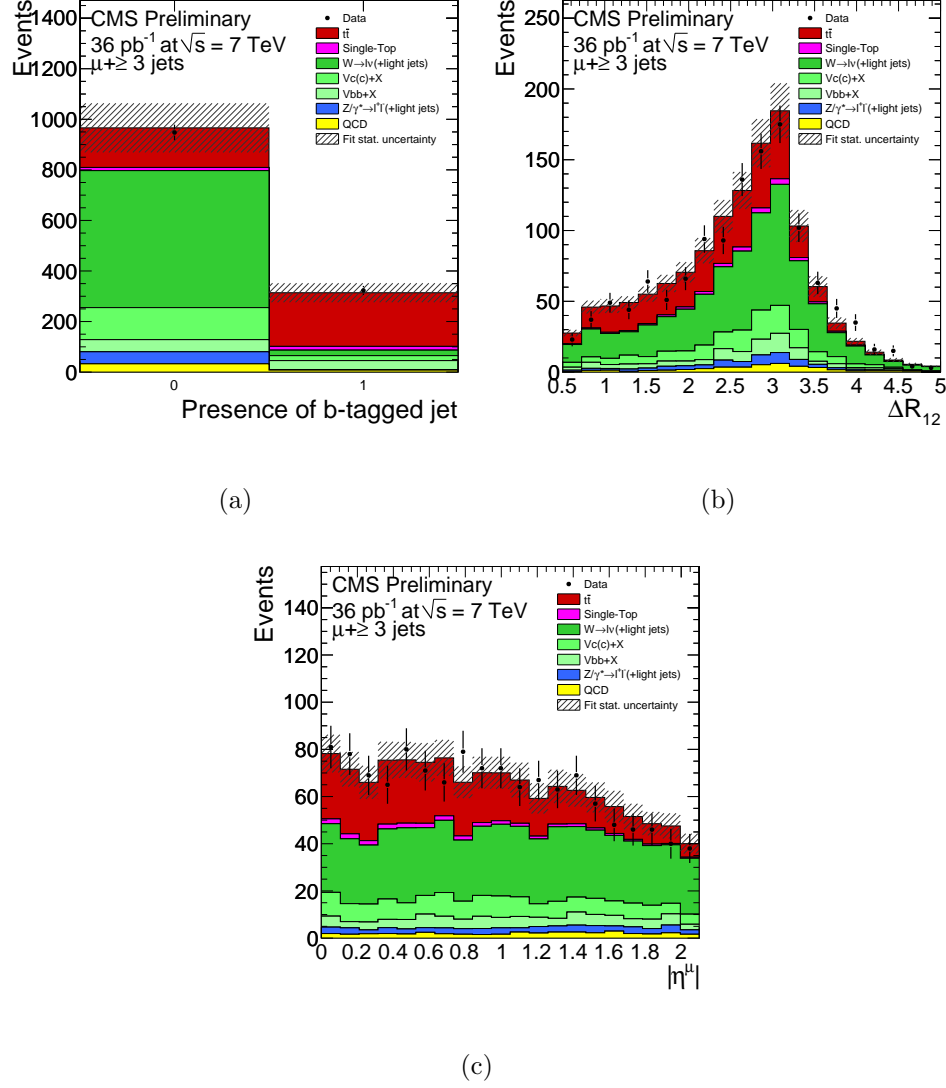 CMS Preliminary
36 pb⁻¹ at √s = 7 TeV
μ+≥ 3 jets
Data
tt̄
Single-Top
W→lν(+light jets)
Vc(c)+X
Vbb+X
Z/γ*→l⁺l⁻(+light jets)
QCD
Fit stat. uncertainty
Events
1400
1200
1000
800
600
400
200
0
0 1
Presence of b-tagged jet
(a)
CMS Preliminary
36 pb⁻¹ at √s = 7 TeV
μ+≥ 3 jets
Data
tt̄
Single-Top
W→lν(+light jets)
Vc(c)+X
Vbb+X
Z/γ*→l⁺l⁻(+light jets)
QCD
Fit stat. uncertainty
Events
250
200
150
100
50
0
0.5 1 1.5 2 2.5 3 3.5 4 4.5 5
ΔR₁₂
(b)
CMS Preliminary
36 pb⁻¹ at √s = 7 TeV
μ+≥ 3 jets
Data
tt̄
Single-Top
W→lν(+light jets)
Vc(c)+X
Vbb+X
Z/γ*→l⁺l⁻(+light jets)
QCD
Fit stat. uncertainty
Events
140
120
100
80
60
40
20
0
0 0.2 0.4 0.6 0.8 1 1.2 1.4 1.6 1.8 2
|η^μ|
(c)